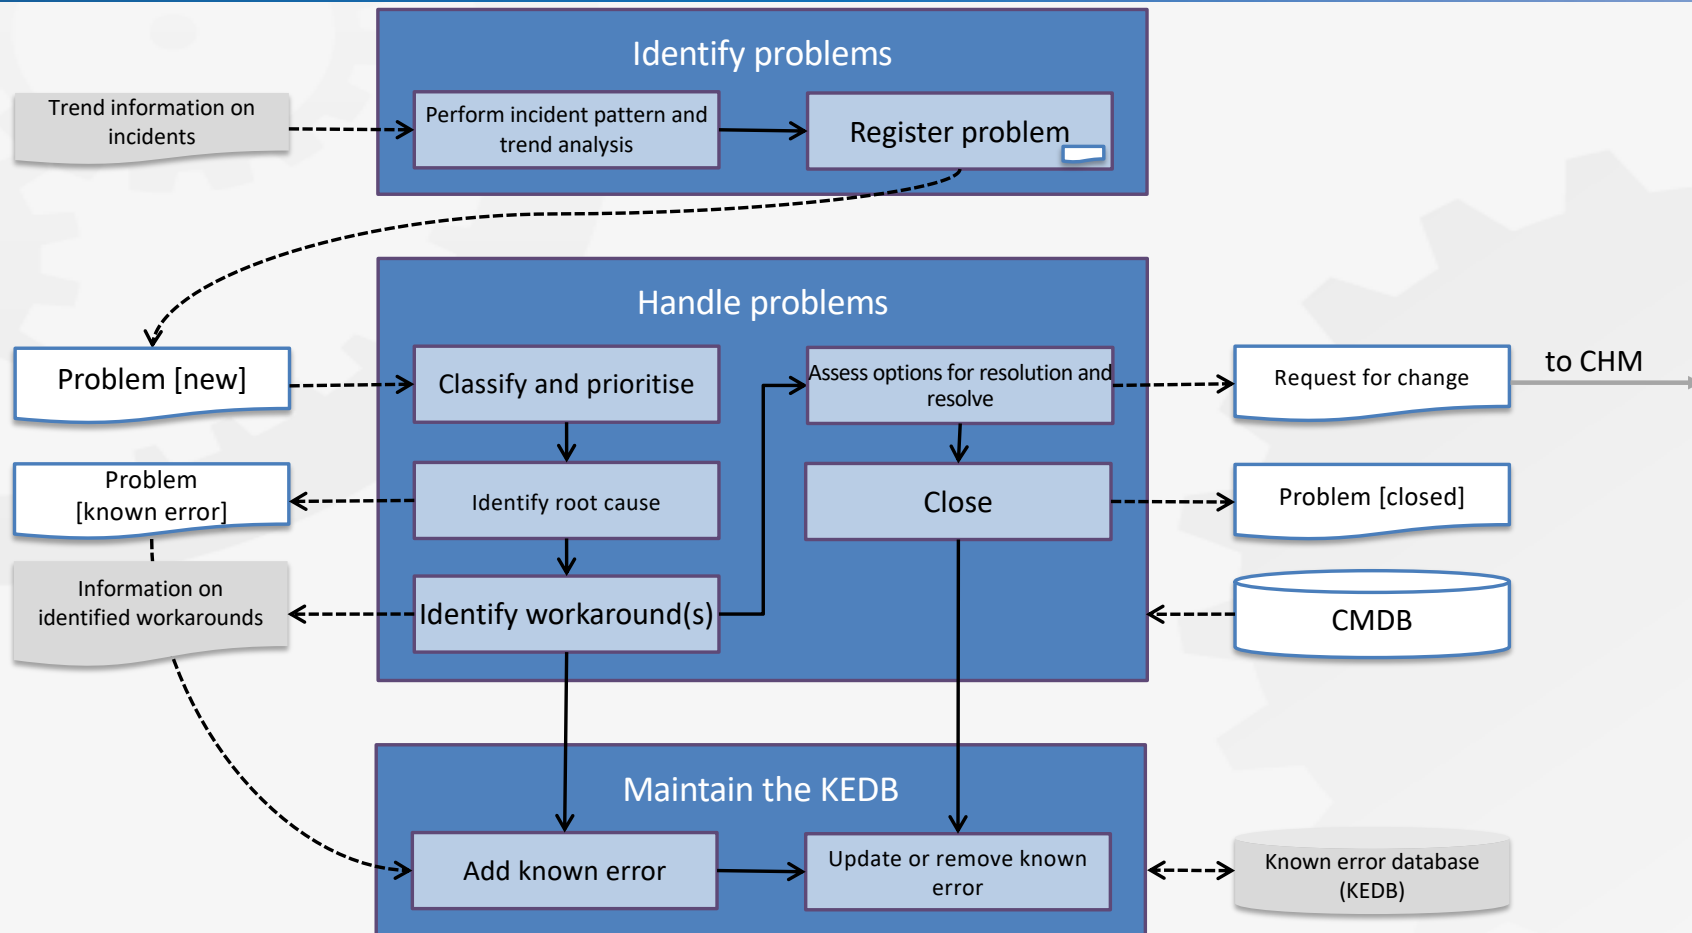 Identify problems
Trend information on
incidents
Perform incident pattern and
trend analysis
Register problem
Handle problems
Problem [new]
Classify and prioritise
Assess options for resolution and
resolve
Request for change
to CHM
Problem
[known error]
Identify root cause
Close
Problem [closed]
Information on
identified workarounds
Identify workaround(s)
CMDB
Maintain the KEDB
Add known error
Update or remove known
error
Known error database
(KEDB)